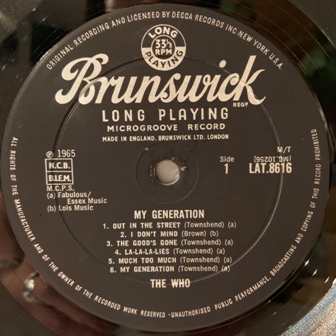 ORIGINAL RECORDING AND LICENSED BY DECCA RECORDS INC. NEW YORK. U.S.A.
LONG
33⅓
RPM
PLAYING
Brunswick
REGD
LONG PLAYING
MICROGROOVE RECORD
MADE IN ENGLAND. BRUNSWICK LTD. LONDON
℗ 1965
N.C.B.
B.I.E.M.
M.C.P.S.
(a) Fabulous/
Essex Music
(b) Lois Music
Side
1
M/T
LAT.8616
MY GENERATION
1. OUT IN THE STREET (Townshend) (a)
2. I DON'T MIND (Brown) (b)
3. THE GOOD'S GONE (Townshend) (a)
4. LA-LA-LA-LIES (Townshend) (a)
5. MUCH TOO MUCH (Townshend) (a)
6. MY GENERATION (Townshend) (a)
THE WHO
ALL RIGHTS OF THE MANUFACTURER AND OF THE OWNER OF THE RECORDED WORK RESERVED · UNAUTHORISED PUBLIC PERFORMANCE, BROADCASTING AND COPYING OF THIS RECORD PROHIBITED